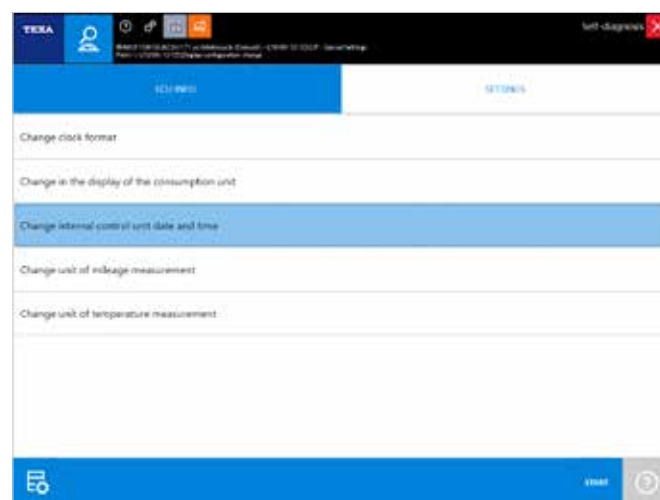 TEXA
Self-diagnosis
ECU INFO
SETTINGS
Change clock format
Change in the display of the consumption unit
Change internal control unit date and time
Change unit of mileage measurement
Change unit of temperature measurement
START